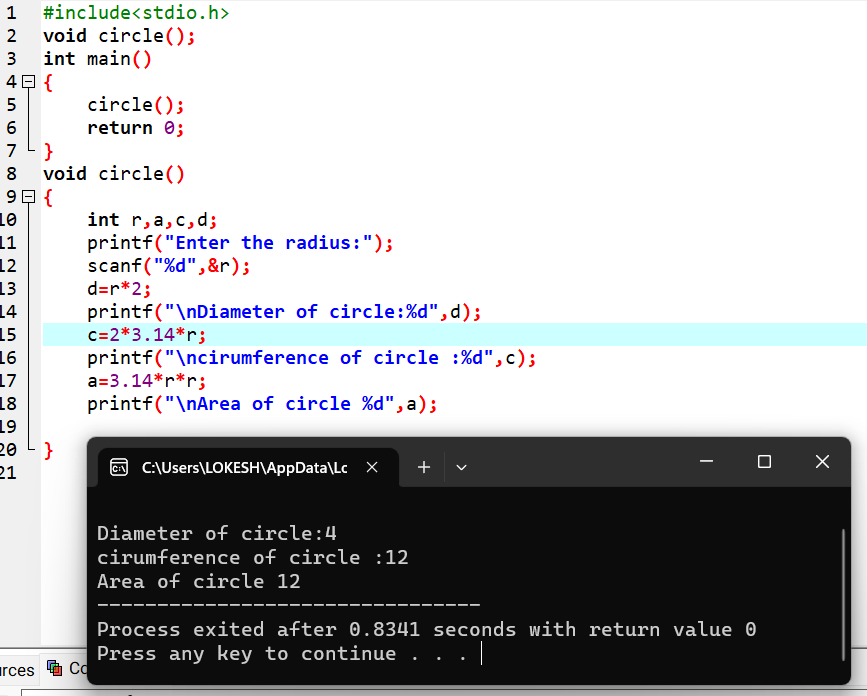 1 #include<stdio.h>
2 void circle();
3 int main()
4 {
5 circle();
6 return 0;
7 }
8 void circle()
9 {
10 int r,a,c,d;
11 printf("Enter the radius:");
12 scanf("%d",&r);
13 d=r*2;
14 printf("\nDiameter of circle:%d",d);
15 c=2*3.14*r;
16 printf("\ncirumference of circle :%d",c);
17 a=3.14*r*r;
18 printf("\nArea of circle %d",a);
19
20 }
21
C:\Users\LOKESH\AppData\Lc
Diameter of circle:4
cirumference of circle :12
Area of circle 12
--------------------------------
Process exited after 0.8341 seconds with return value 0
Press any key to continue . . .
urces Co